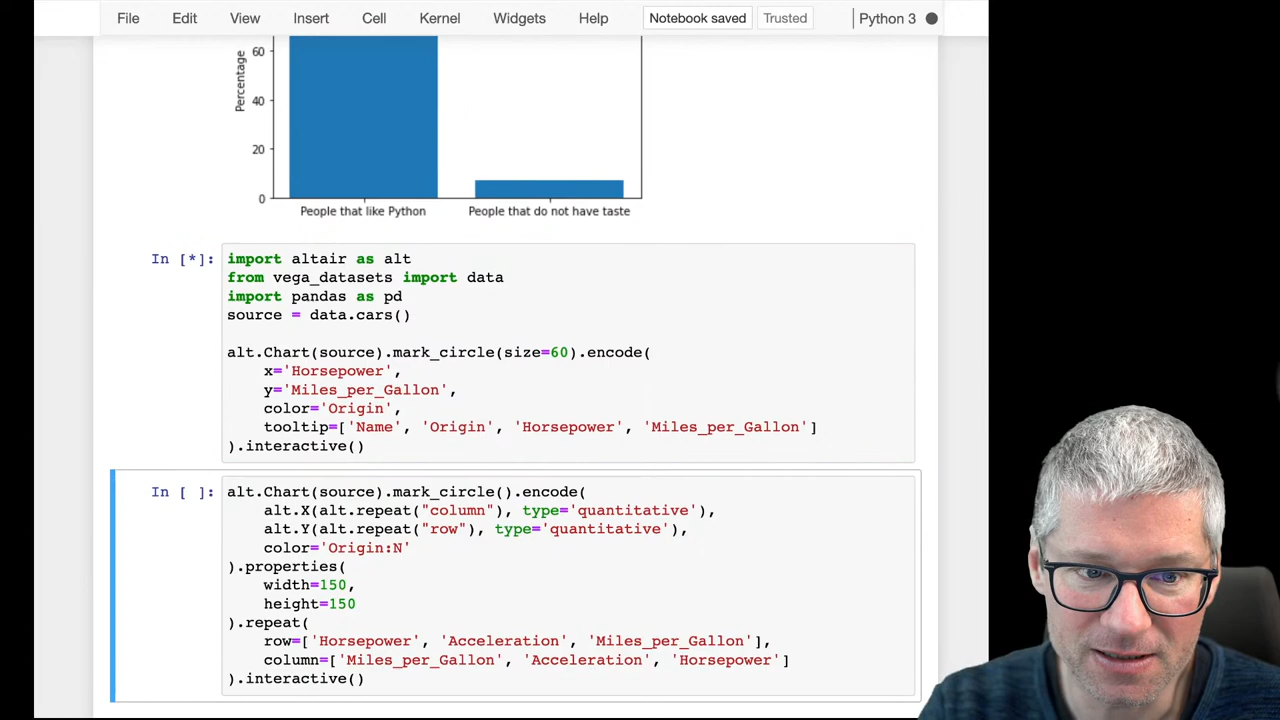 File Edit View Insert Cell Kernel Widgets Help Notebook saved Trusted Python 3
60
Percentage
40
20
0
People that like Python People that do not have taste
In [*]:
import altair as alt
from vega_datasets import data
import pandas as pd
source = data.cars()
alt.Chart(source).mark_circle(size=60).encode(
x='Horsepower',
y='Miles_per_Gallon',
color='Origin',
tooltip=['Name', 'Origin', 'Horsepower', 'Miles_per_Gallon']
).interactive()
In [ ]:
alt.Chart(source).mark_circle().encode(
alt.X(alt.repeat("column"), type='quantitative'),
alt.Y(alt.repeat("row"), type='quantitative'),
color='Origin:N'
).properties(
width=150,
height=150
).repeat(
row=['Horsepower', 'Acceleration', 'Miles_per_Gallon'],
column=['Miles_per_Gallon', 'Acceleration', 'Horsepower']
).interactive()